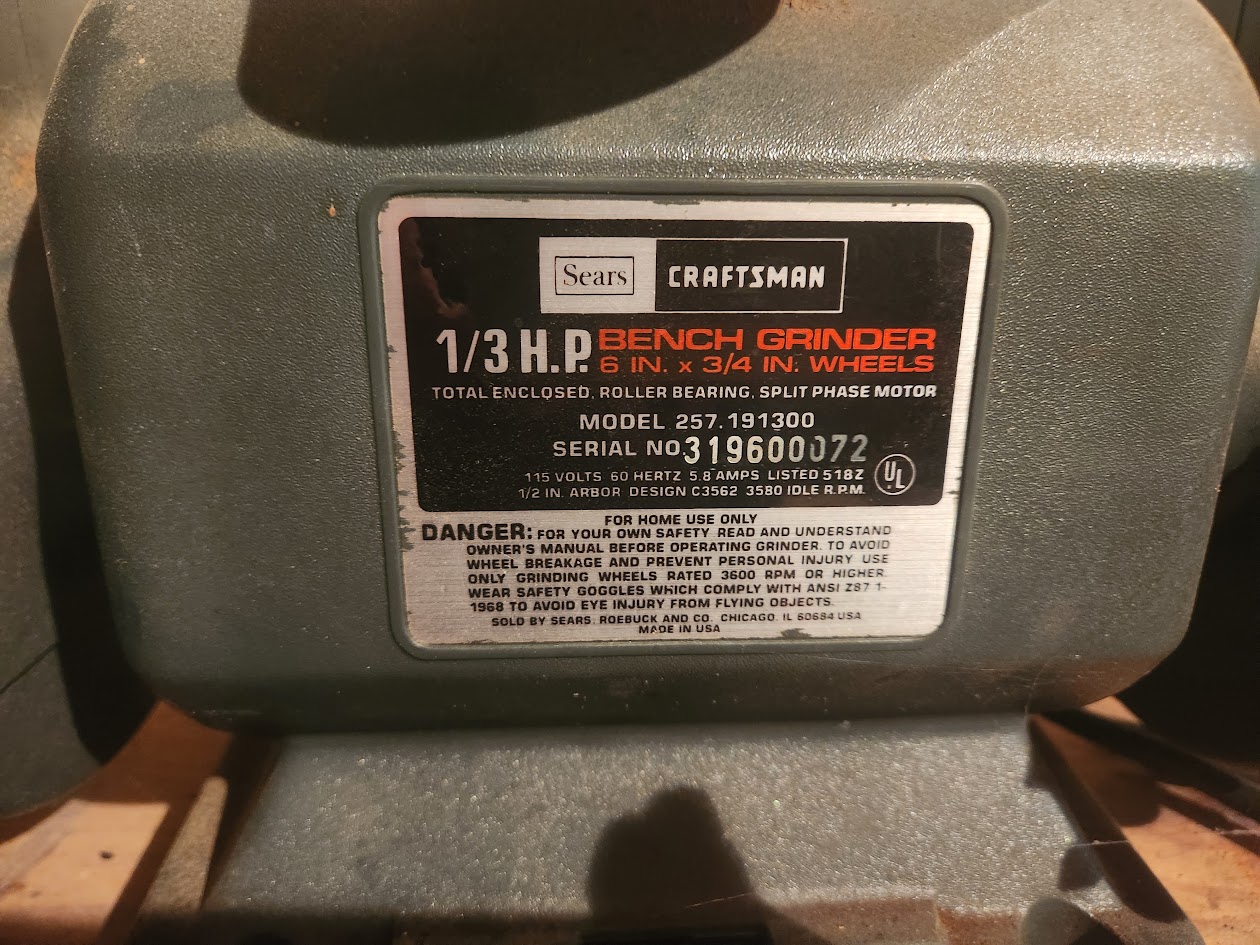 Sears CRAFTSMAN
1/3 H.P. BENCH GRINDER
6 IN. x 3/4 IN. WHEELS
TOTAL ENCLOSED, ROLLER BEARING, SPLIT PHASE MOTOR
MODEL 257.191300
SERIAL NO. 319600072
115 VOLTS 60 HERTZ 5.8 AMPS LISTED 518Z
1/2 IN. ARBOR DESIGN C3562 3580 IDLE R.P.M.
UL
FOR HOME USE ONLY
DANGER: FOR YOUR OWN SAFETY READ AND UNDERSTAND
OWNER'S MANUAL BEFORE OPERATING GRINDER. TO AVOID
WHEEL BREAKAGE AND PREVENT PERSONAL INJURY USE
ONLY GRINDING WHEELS RATED 3600 RPM OR HIGHER.
WEAR SAFETY GOGGLES WHICH COMPLY WITH ANSI Z87 1-
1968 TO AVOID EYE INJURY FROM FLYING OBJECTS.
SOLD BY SEARS, ROEBUCK AND CO. CHICAGO, IL 60684 USA
MADE IN USA